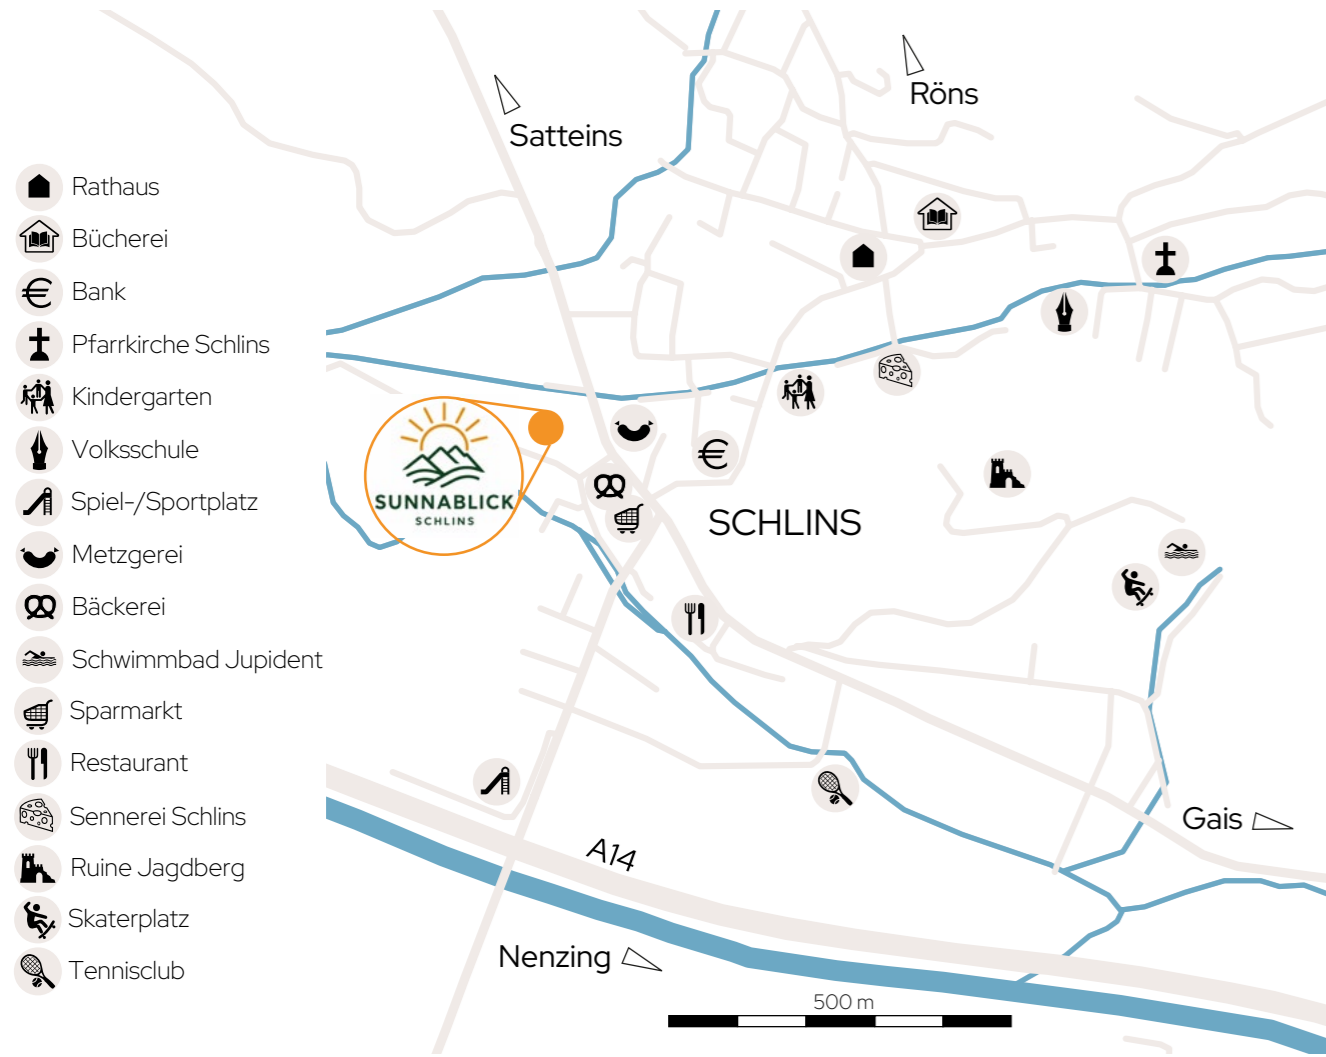 Rathaus
Bücherei
Bank
Pfarrkirche Schlins
Kindergarten
Volksschule
Spiel-/Sportplatz
Metzgerei
Bäckerei
Schwimmbad Jupident
Sparmarkt
Restaurant
Sennerei Schlins
Ruine Jagdberg
Skaterplatz
Tennisclub
Röns
Satteins
SUNNABLICK
SCHLINS
SCHLINS
Gais
A14
Nenzing
500 m